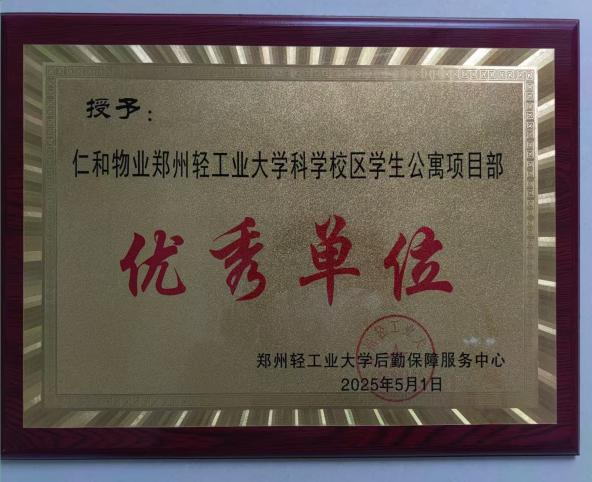 授予：
仁和物业郑州轻工业大学科学校区学生公寓项目部
优秀单位
郑州轻工业大学后勤保障服务中心
2025年5月1日